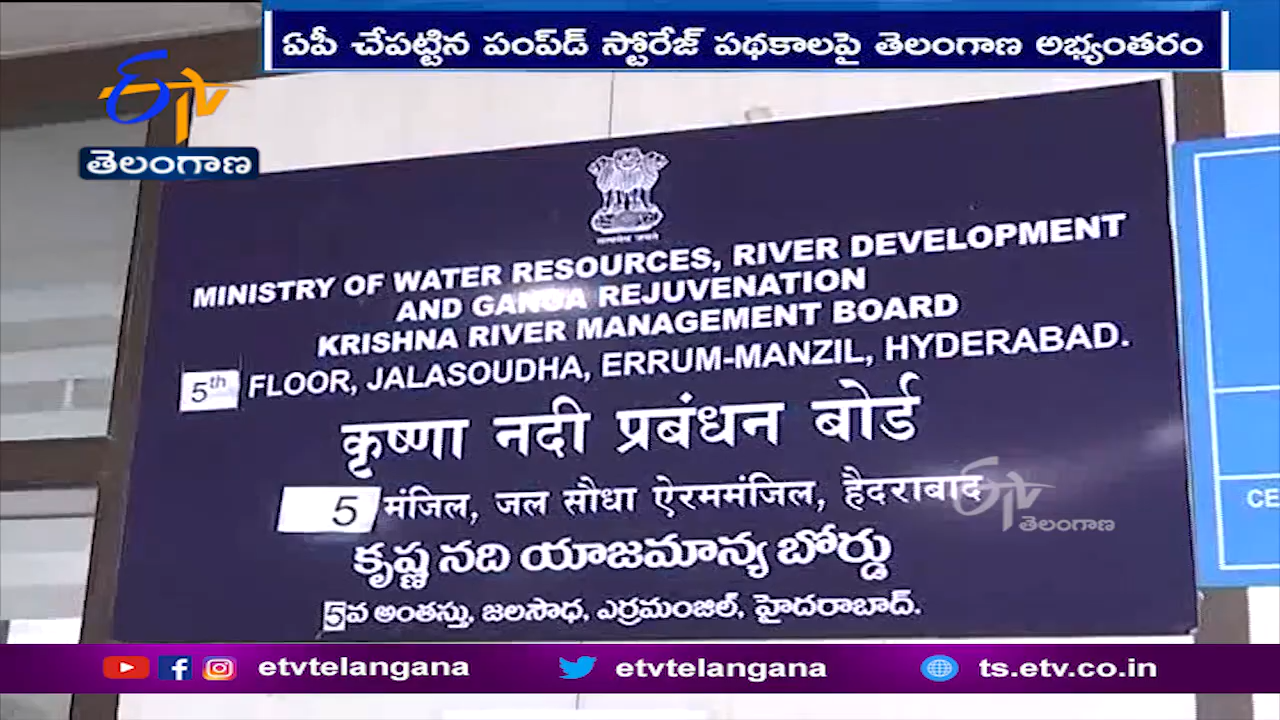 ఏపీ చేపట్టిన పంప్‌డ్ స్టోరేజ్ పథకాలపై తెలంగాణ అభ్యంతరం
ETV
తెలంగాణ
MINISTRY OF WATER RESOURCES, RIVER DEVELOPMENT
AND GANGA REJUVENATION
KRISHNA RIVER MANAGEMENT BOARD
5th FLOOR, JALASOUDHA, ERRUM-MANZIL, HYDERABAD.
कृष्णा नदी प्रबंधन बोर्ड
5 मंजिल, जल सौधा ऐरममंजिल, हैदराबाद
ETV తెలంగాణ
కృష్ణ నది యాజమాన్య బోర్డు
5వ అంతస్తు, జలసౌధ, ఎర్రమంజిల్, హైదరాబాద్.
CE
etvtelangana etvtelangana ts.etv.co.in